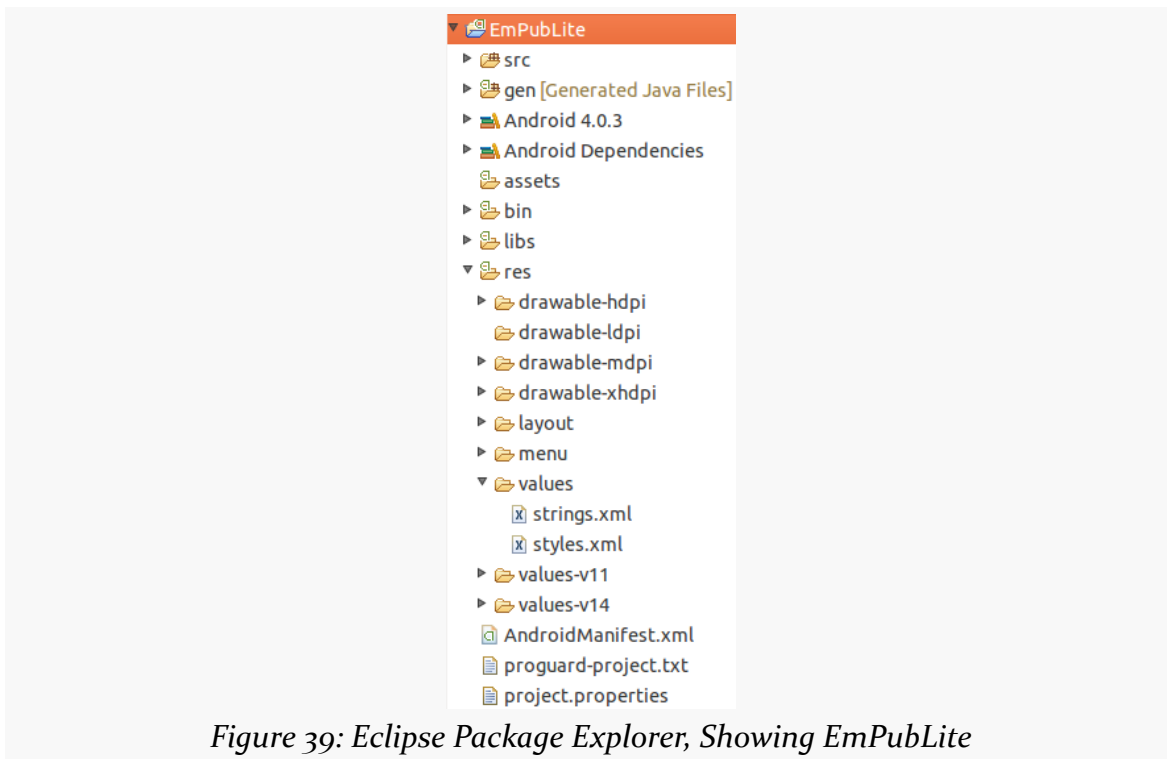 EmPubLite
src
gen [Generated Java Files]
Android 4.0.3
Android Dependencies
assets
bin
libs
res
drawable-hdpi
drawable-ldpi
drawable-mdpi
drawable-xhdpi
layout
menu
values
strings.xml
styles.xml
values-v11
values-v14
AndroidManifest.xml
proguard-project.txt
project.properties
Figure 39: Eclipse Package Explorer, Showing EmPubLite